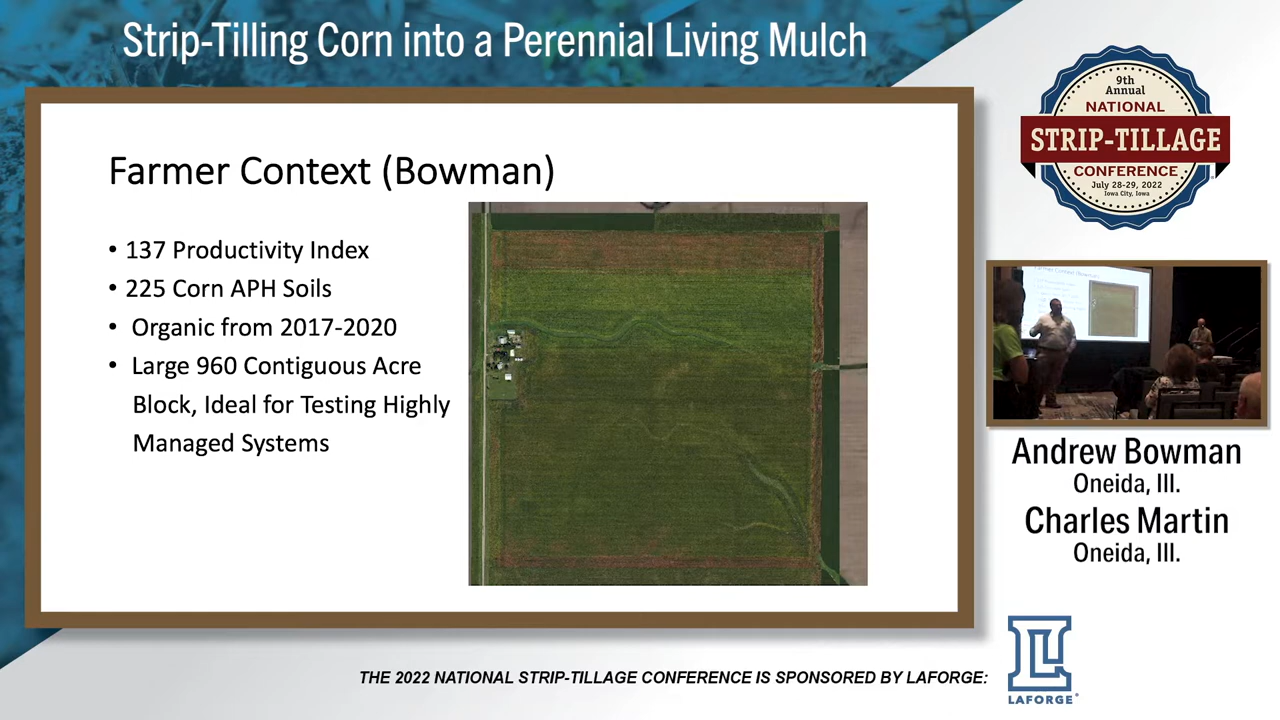 Strip-Tilling Corn into a Perennial Living Mulch
9th
Annual
NATIONAL
STRIP-TILLAGE
CONFERENCE
July 28-29, 2022
Iowa City, Iowa
Farmer Context (Bowman)
• 137 Productivity Index
• 225 Corn APH Soils
• Organic from 2017-2020
• Large 960 Contiguous Acre
Block, Ideal for Testing Highly
Managed Systems
Farmer Context (Bowman)
Andrew Bowman
Oneida, Ill.
Charles Martin
Oneida, Ill.
THE 2022 NATIONAL STRIP-TILLAGE CONFERENCE IS SPONSORED BY LAFORGE:
LAFORGE®